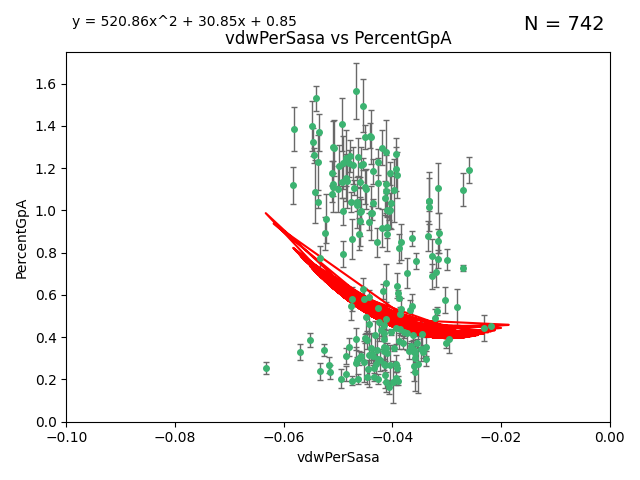 y = 520.86x^2 + 30.85x + 0.85
N = 742
vdwPerSasa vs PercentGpA
PercentGpA
1.6
1.4
1.2
1.0
0.8
0.6
0.4
0.2
0.0
−0.10 −0.08 −0.06 −0.04 −0.02 0.00
vdwPerSasa